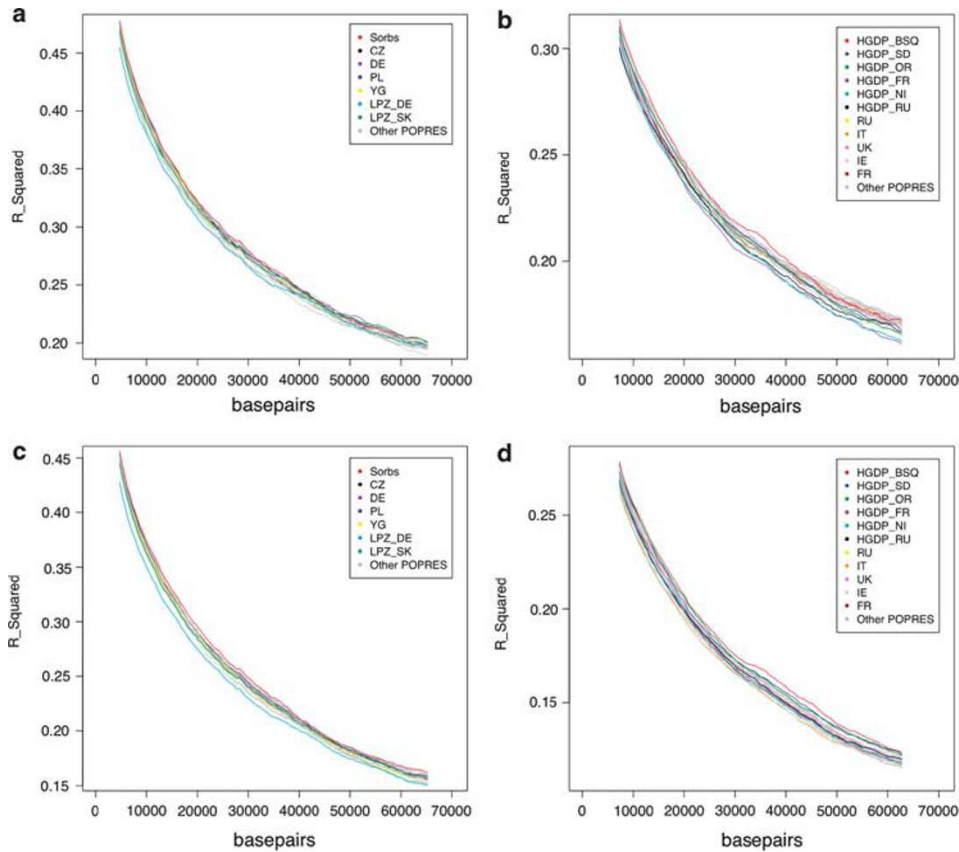 a
R_Squared
0.45
0.40
0.35
0.30
0.25
0.20
Sorbs
CZ
DE
PL
YG
LPZ_DE
LPZ_SK
Other POPRES
0 10000 20000 30000 40000 50000 60000 70000
basepairs
b
R_Squared
0.30
0.25
0.20
HGDP_BSQ
HGDP_SD
HGDP_OR
HGDP_FR
HGDP_NI
HGDP_RU
RU
IT
UK
IE
FR
Other POPRES
0 10000 20000 30000 40000 50000 60000 70000
basepairs
c
R_Squared
0.45
0.40
0.35
0.30
0.25
0.20
0.15
Sorbs
CZ
DE
PL
YG
LPZ_DE
LPZ_SK
Other POPRES
0 10000 20000 30000 40000 50000 60000 70000
basepairs
d
R_Squared
0.25
0.20
0.15
HGDP_BSQ
HGDP_SD
HGDP_OR
HGDP_FR
HGDP_NI
HGDP_RU
RU
IT
UK
IE
FR
Other POPRES
0 10000 20000 30000 40000 50000 60000 70000
basepairs